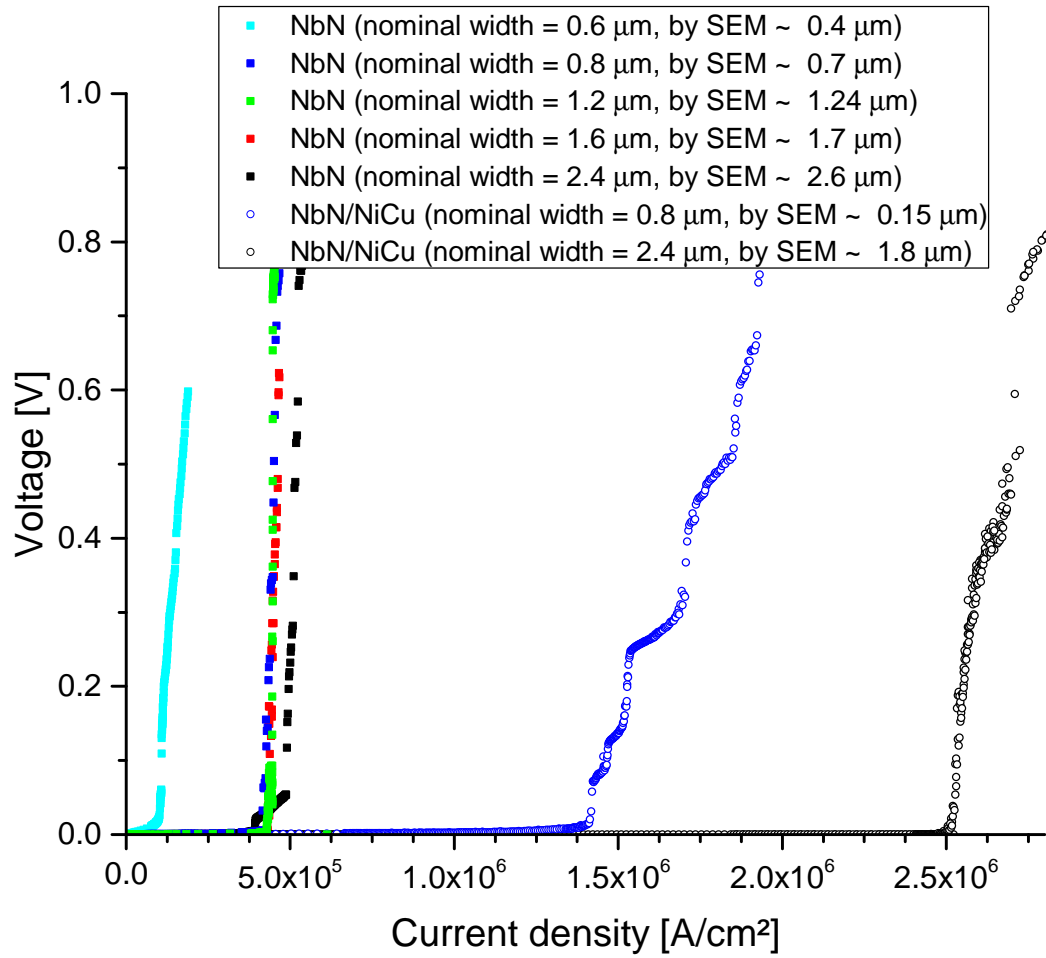 NbN (nominal width = 0.6 μm, by SEM ~ 0.4 μm)
NbN (nominal width = 0.8 μm, by SEM ~ 0.7 μm)
NbN (nominal width = 1.2 μm, by SEM ~ 1.24 μm)
NbN (nominal width = 1.6 μm, by SEM ~ 1.7 μm)
NbN (nominal width = 2.4 μm, by SEM ~ 2.6 μm)
NbN/NiCu (nominal width = 0.8 μm, by SEM ~ 0.15 μm)
NbN/NiCu (nominal width = 2.4 μm, by SEM ~ 1.8 μm)
1.0
0.8
0.6
0.4
0.2
0.0
Voltage [V]
0.0 5.0x10⁵ 1.0x10⁶ 1.5x10⁶ 2.0x10⁶ 2.5x10⁶
Current density [A/cm²]